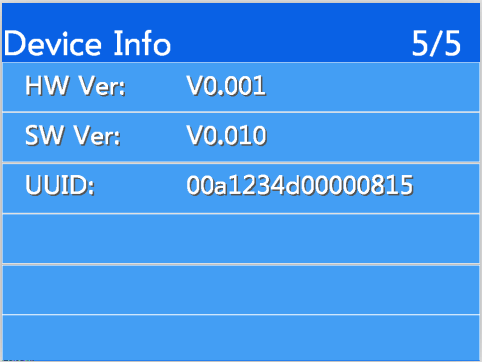 Device Info 5/5
HW Ver: V0.001
SW Ver: V0.010
UUID: 00a1234d00000815